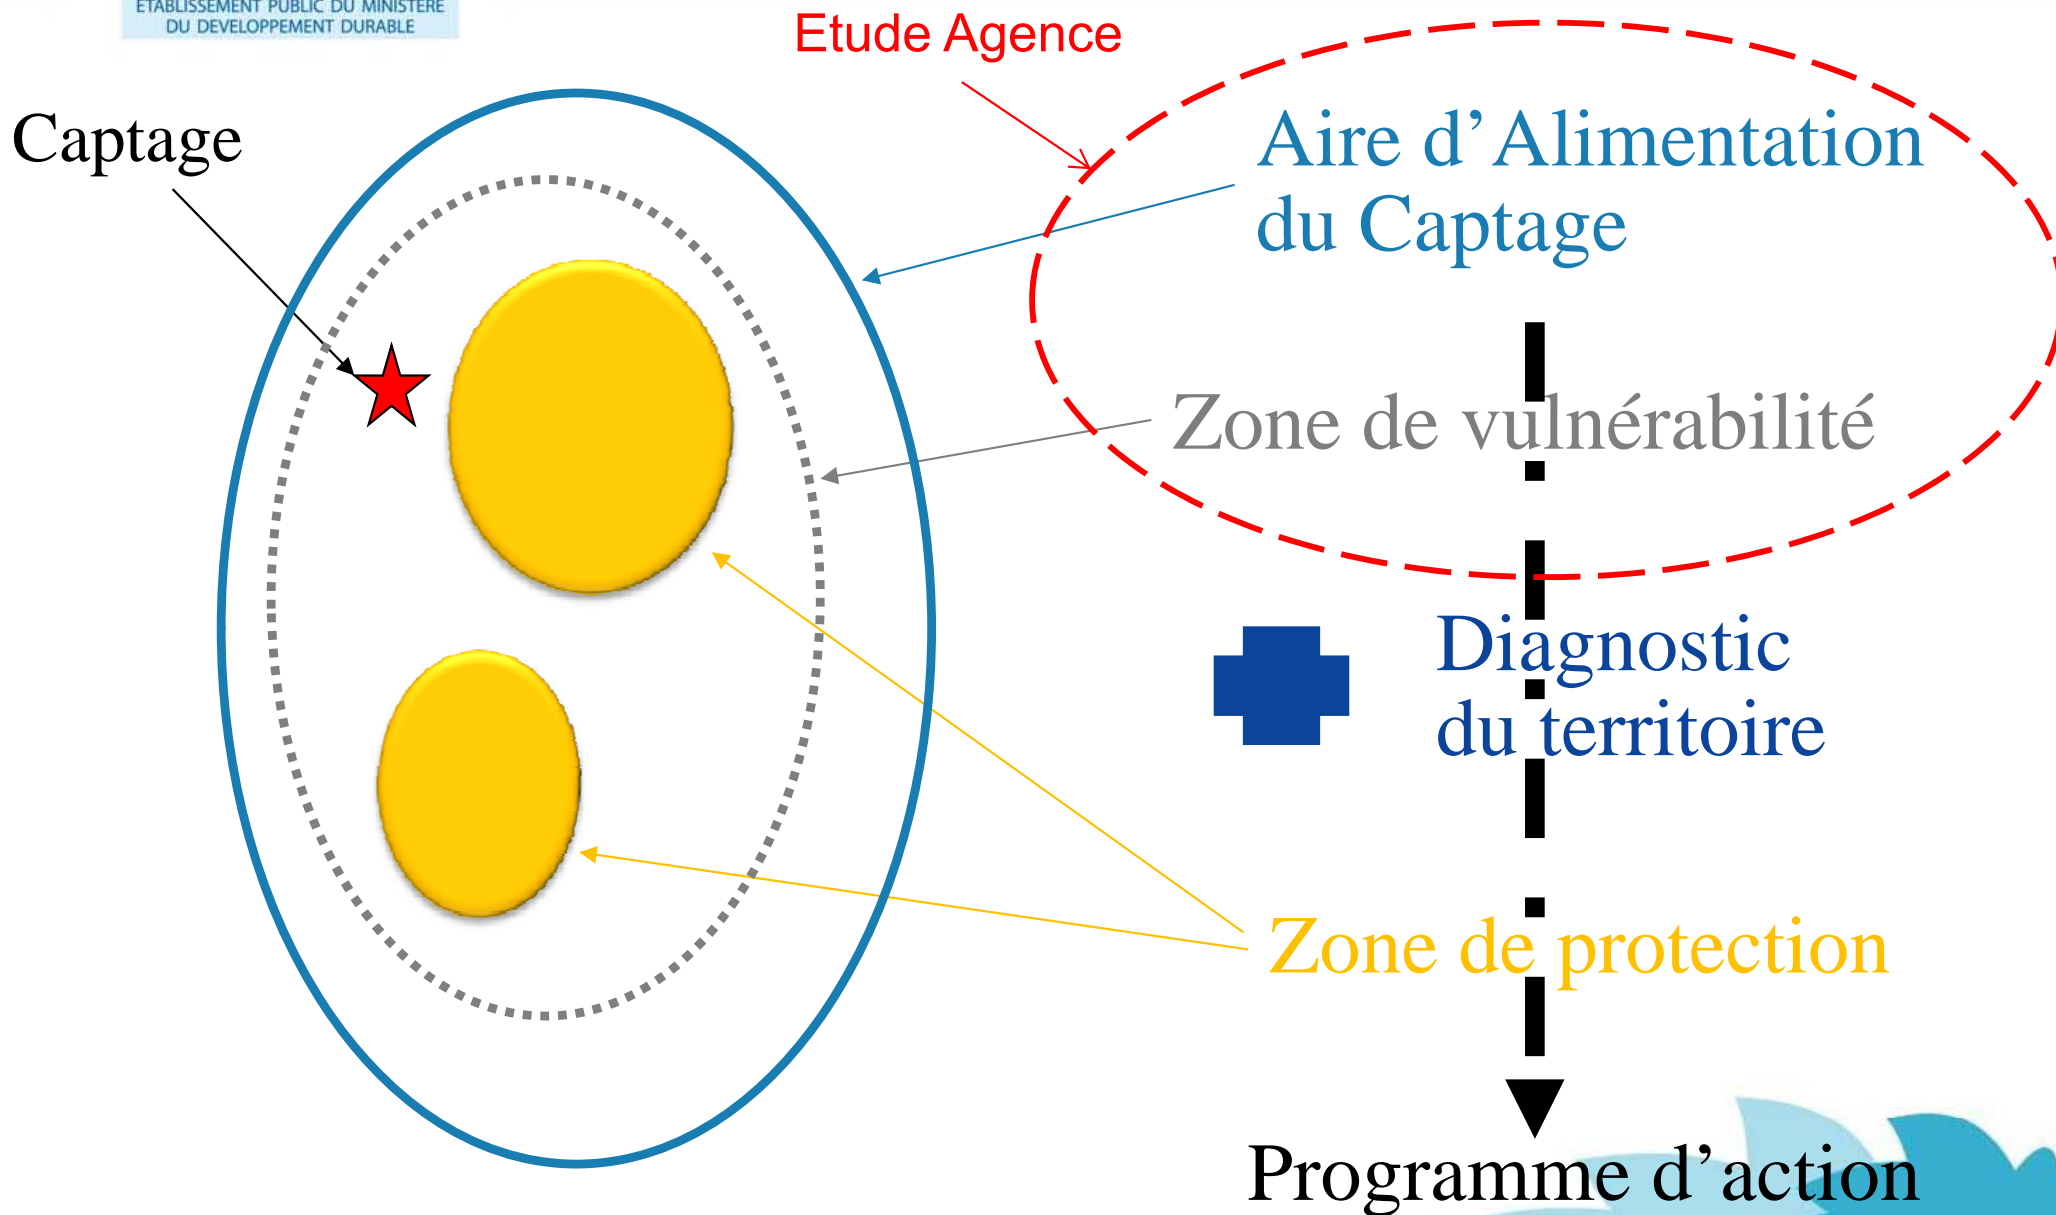 ETABLISSEMENT PUBLIC DU MINISTERE
DU DEVELOPPEMENT DURABLE
Etude Agence
Captage
Aire d’Alimentation
du Captage
Zone de vulnérabilité
Diagnostic
du territoire
Zone de protection
Programme d’action